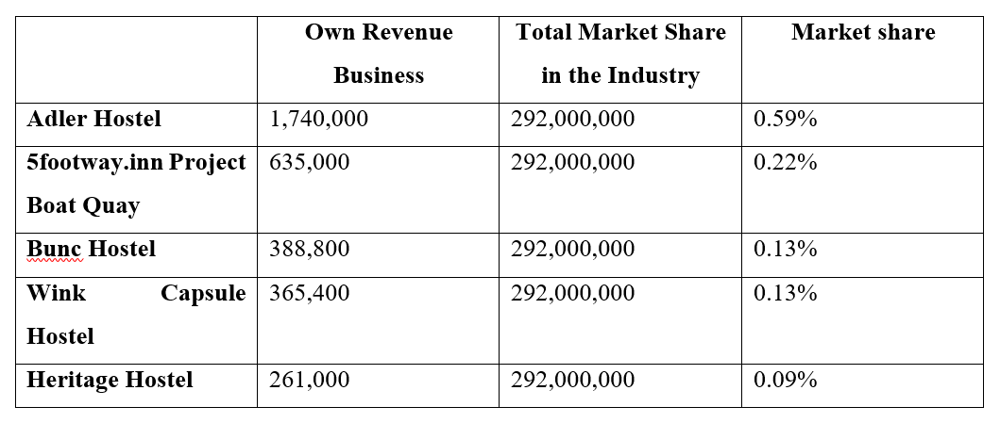 Own Revenue Business Total Market Share in the Industry Market share
Adler Hostel 1,740,000 292,000,000 0.59%
5footway.inn Project Boat Quay 635,000 292,000,000 0.22%
Bunc Hostel 388,800 292,000,000 0.13%
Wink Capsule Hostel 365,400 292,000,000 0.13%
Heritage Hostel 261,000 292,000,000 0.09%